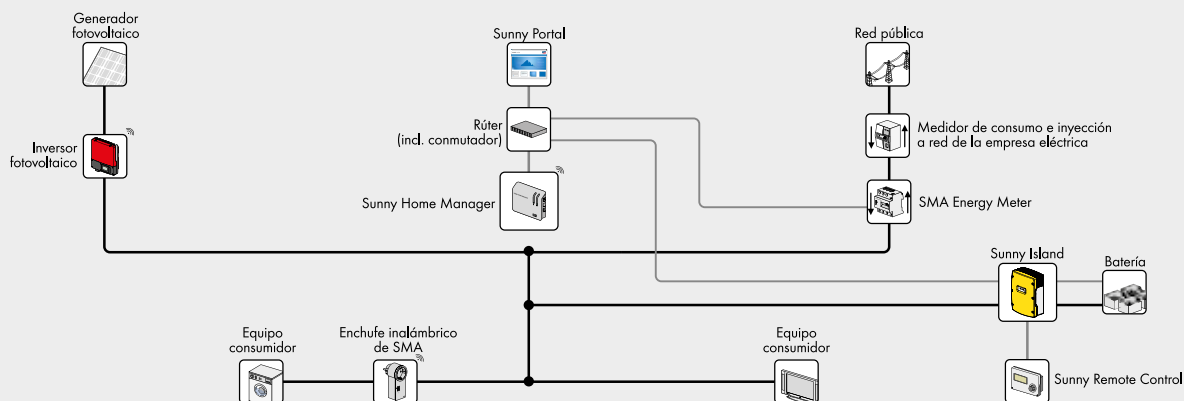 Generador
fotovoltaico
Sunny Portal
Red pública
Inversor
fotovoltaico
Rúter
(incl. conmutador)
Medidor de consumo e inyección
a red de la empresa eléctrica
Sunny Home Manager
SMA Energy Meter
Sunny Island
Batería
Equipo
consumidor
Enchufe inalámbrico
de SMA
Equipo
consumidor
Sunny Remote Control